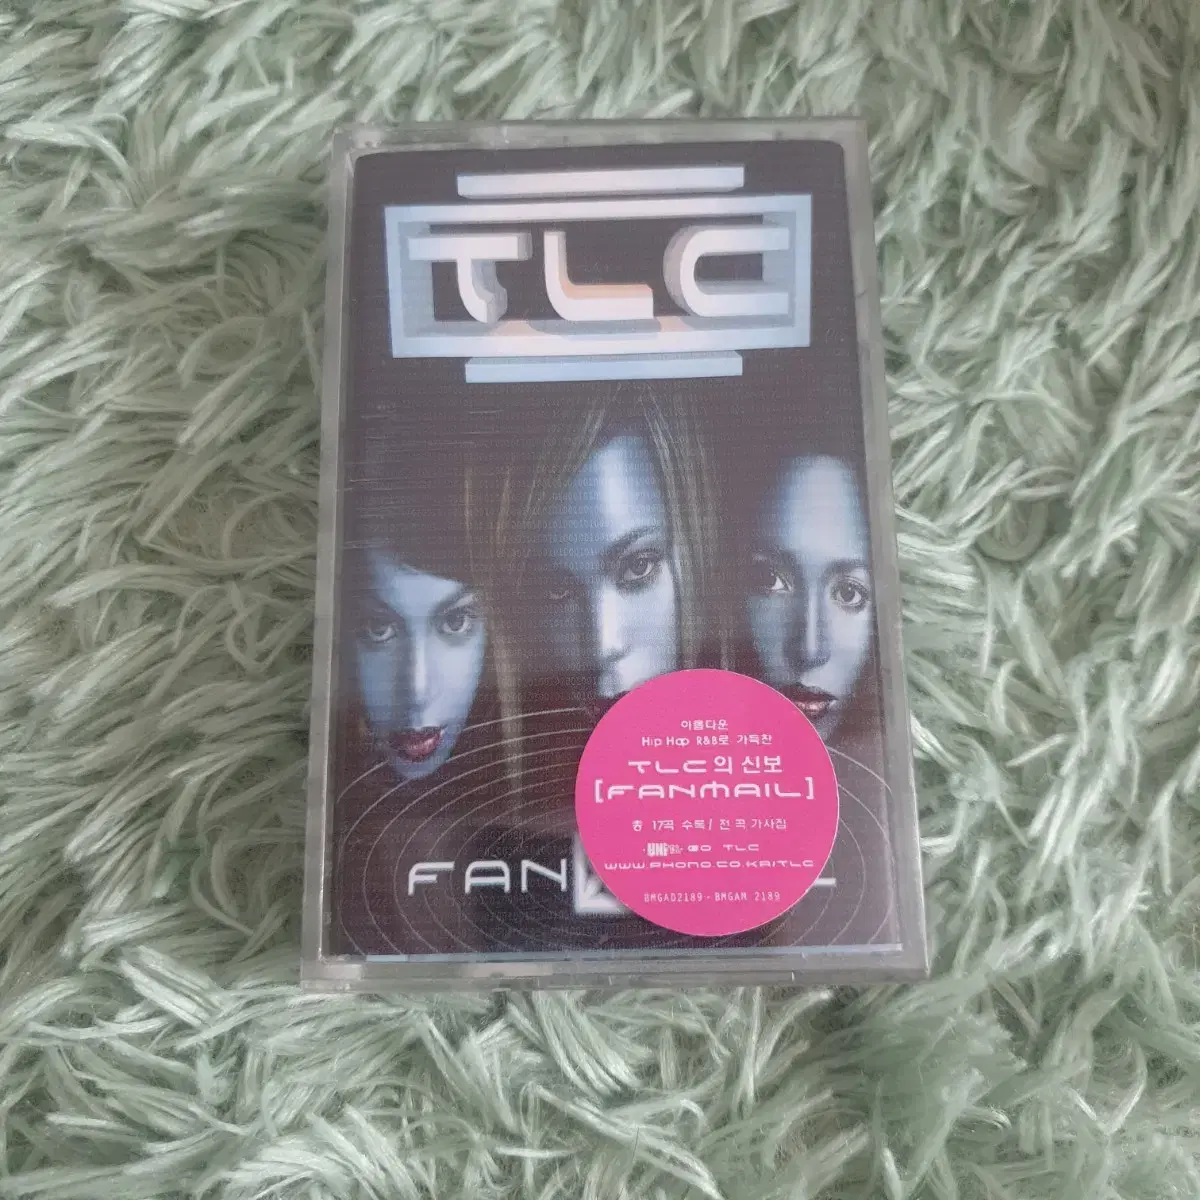 TLC
아름다운
Hip Hop R&B로 가득찬
TLC의 신보
[FANMAIL]
총 17곡 수록/ 전 곡 가사집
GO TLC
WWW.PHONO.CO.KR/TLC
BMGAD2189 · BMGAM 2189
FAN